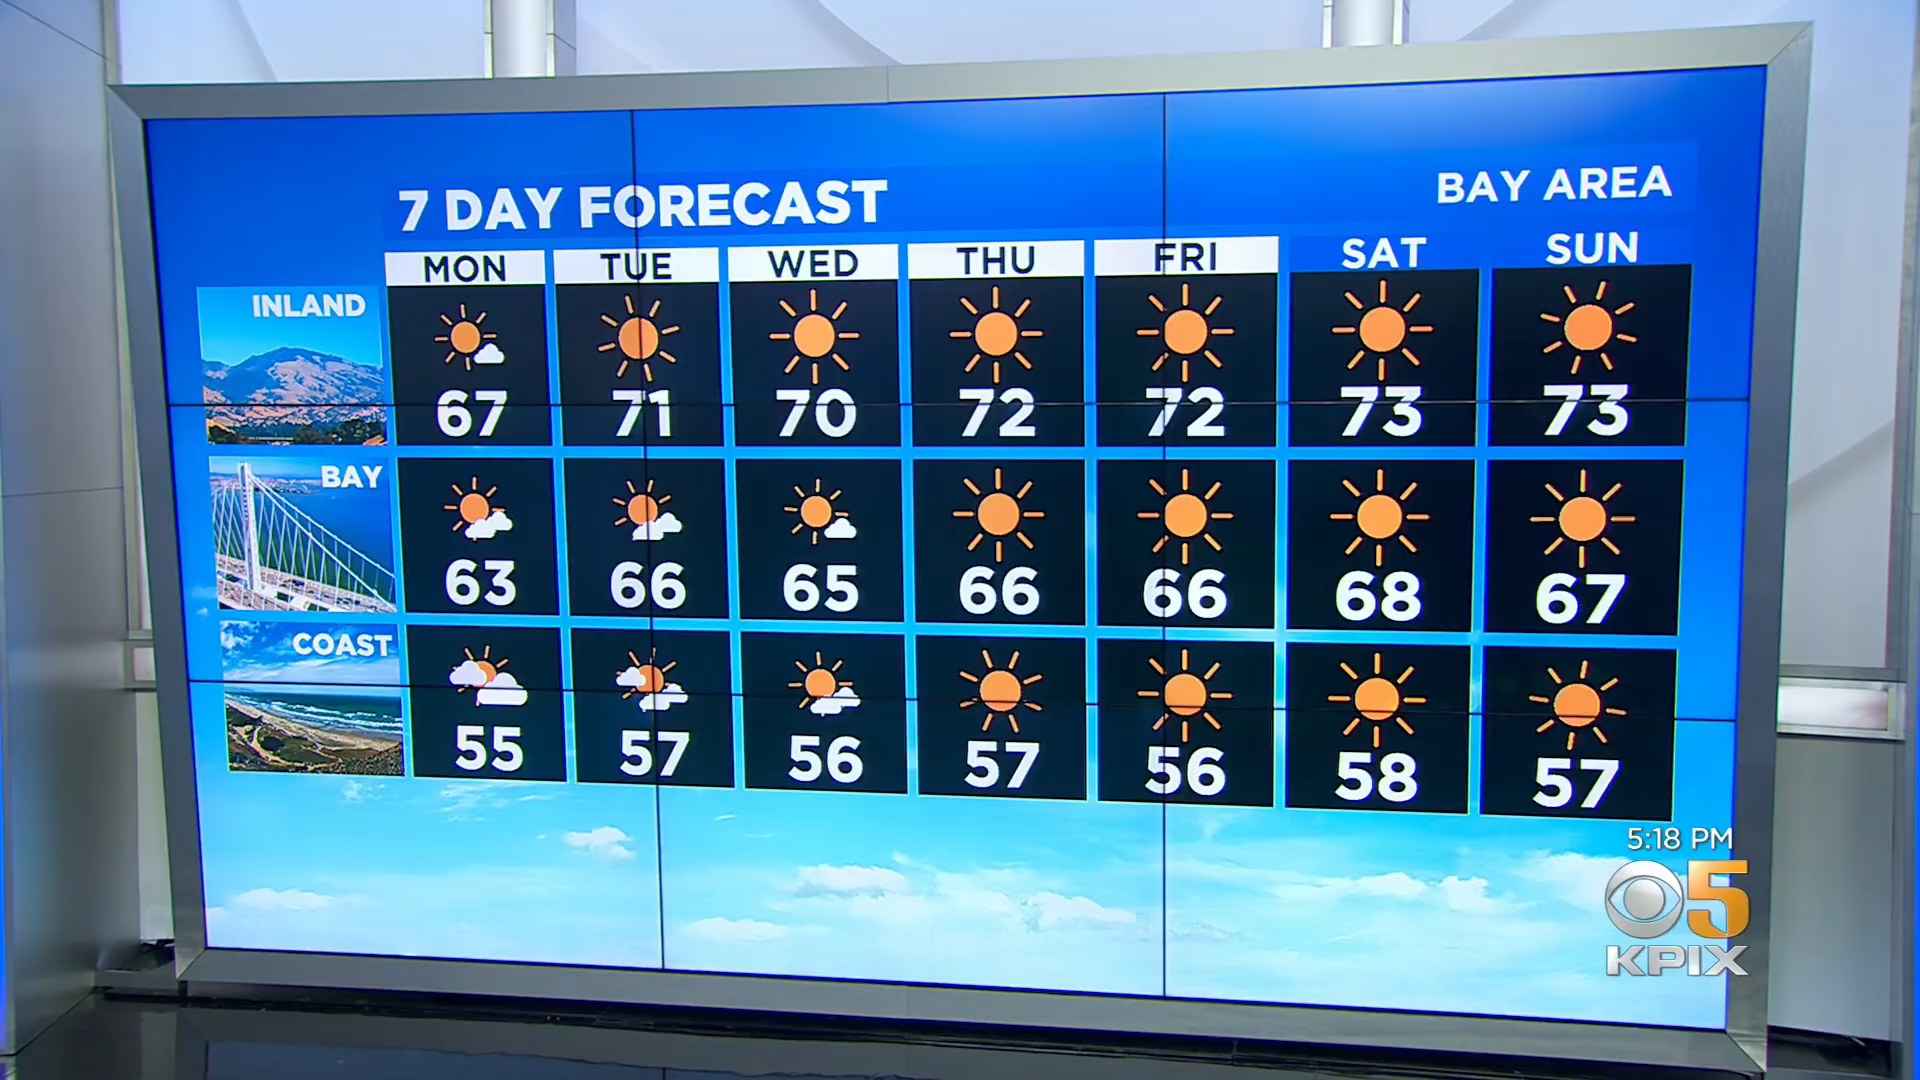 7 DAY FORECAST
BAY AREA
MON TUE WED THU FRI SAT SUN
INLAND
67 71 70 72 72 73 73
BAY
63 66 65 66 66 68 67
COAST
55 57 56 57 56 58 57
5:18 PM
5
KPIX